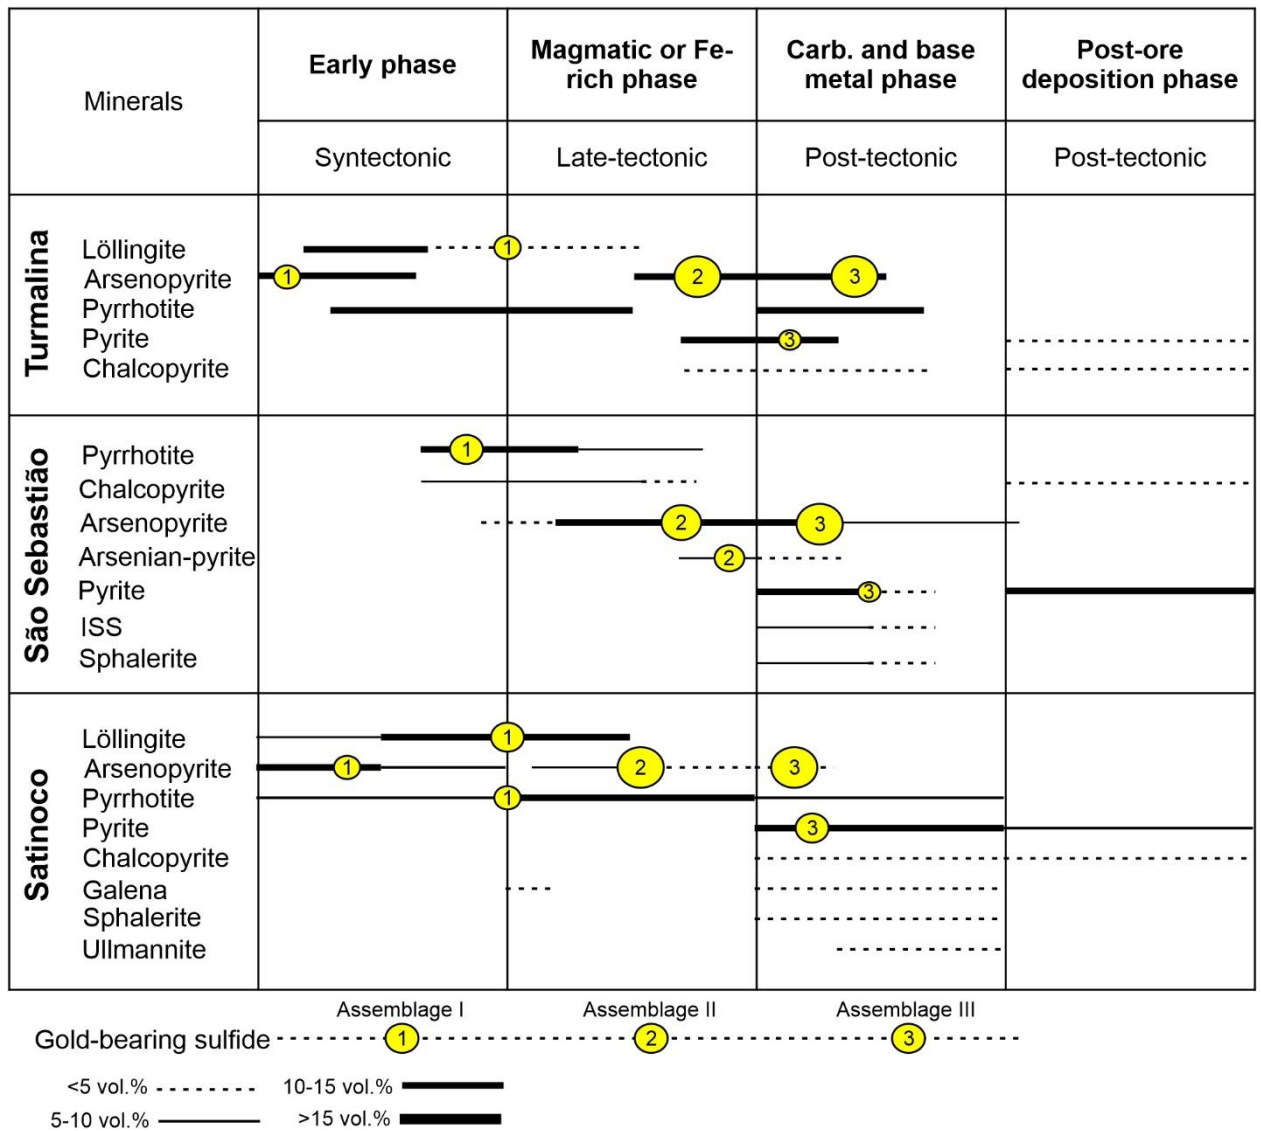 Minerals
Early phase
Magmatic or Fe-
rich phase
Carb. and base
metal phase
Post-ore
deposition phase
Syntectonic
Late-tectonic
Post-tectonic
Post-tectonic
Turmalina
Löllingite
1
Arsenopyrite
1
2
3
Pyrrhotite
Pyrite
3
Chalcopyrite
São Sebastião
Pyrrhotite
1
Chalcopyrite
Arsenopyrite
2
3
Arsenian-pyrite
2
Pyrite
3
ISS
Sphalerite
Satinoco
Löllingite
1
Arsenopyrite
1
2
3
Pyrrhotite
1
Pyrite
3
Chalcopyrite
Galena
Sphalerite
Ullmannite
Assemblage I
Assemblage II
Assemblage III
Gold-bearing sulfide
1
2
3
<5 vol.%
10-15 vol.%
5-10 vol.%
>15 vol.%